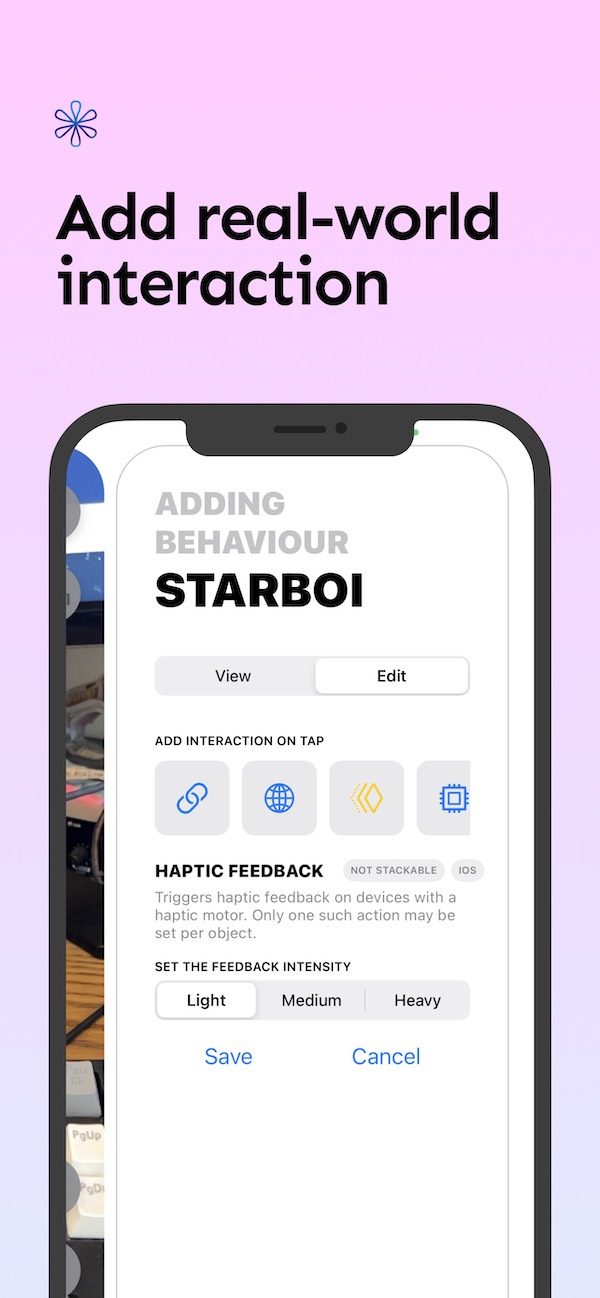 Add real-world
interaction
ADDING
BEHAVIOUR
STARBOI
View
Edit
ADD INTERACTION ON TAP
HAPTIC FEEDBACK
NOT STACKABLE
IOS
Triggers haptic feedback on devices with a
haptic motor. Only one such action may be
set per object.
SET THE FEEDBACK INTENSITY
Light
Medium
Heavy
Save
Cancel
PgUp